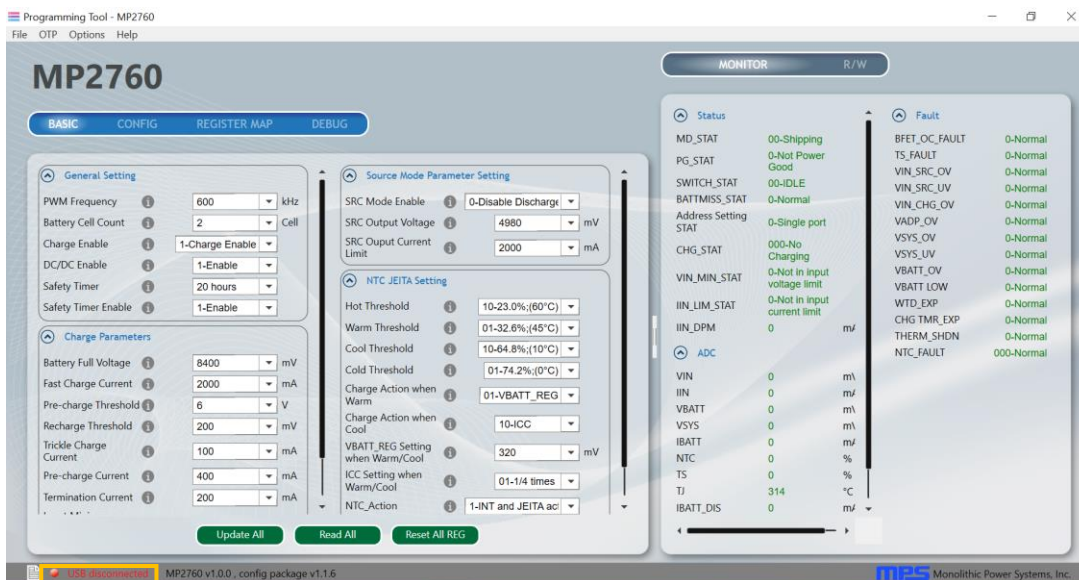 Programming Tool - MP2760
File OTP Options Help
MP2760
BASIC CONFIG REGISTER MAP DEBUG
General Setting
PWM Frequency 600 kHz
Battery Cell Count 2 Cell
Charge Enable 1-Charge Enable
DC/DC Enable 1-Enable
Safety Timer 20 hours
Safety Timer Enable 1-Enable
Charge Parameters
Battery Full Voltage 8400 mV
Fast Charge Current 2000 mA
Pre-charge Threshold 6 V
Recharge Threshold 200 mV
Trickle Charge
Current 100 mA
Pre-charge Current 400 mA
Termination Current 200 mA
Source Mode Parameter Setting
SRC Mode Enable 0-Disable Discharge
SRC Output Voltage 4980 mV
SRC Ouput Current
Limit 2000 mA
NTC JEITA Setting
Hot Threshold 10-23.0%;(60°C)
Warm Threshold 01-32.6%;(45°C)
Cool Threshold 10-64.8%;(10°C)
Cold Threshold 01-74.2%;(0°C)
Charge Action when
Warm 01-VBATT_REG
Charge Action when
Cool 10-ICC
VBATT_REG Setting
when Warm/Cool 320 mV
ICC Setting when
Warm/Cool 01-1/4 times
NTC_Action 1-INT and JEITA act
Update All Read All Reset All REG
MONITOR R/W
Status
MD_STAT 00-Shipping
PG_STAT 0-Not Power
Good
SWITCH_STAT 00-IDLE
BATTMISS_STAT 0-Normal
Address Setting
STAT 0-Single port
CHG_STAT 000-No
Charging
VIN_MIN_STAT 0-Not in input
voltage limit
IIN_LIM_STAT 0-Not in input
current limit
IIN_DPM 0
ADC
VIN 0
IIN 0
VBATT 0
VSYS 0
IBATT 0
NTC 0 %
TS 0 %
TJ 314 °C
IBATT_DIS 0
Fault
BFET_OC_FAULT 0-Normal
TS_FAULT 0-Normal
VIN_SRC_OV 0-Normal
VIN_SRC_UV 0-Normal
VIN_CHG_OV 0-Normal
VADP_OV 0-Normal
VSYS_OV 0-Normal
VSYS_UV 0-Normal
VBATT_OV 0-Normal
VBATT LOW 0-Normal
WTD_EXP 0-Normal
CHG TMR_EXP 0-Normal
THERM_SHDN 0-Normal
NTC_FAULT 000-Normal
USB disconnected MP2760 v1.0.0 , config package v1.1.6
MPS Monolithic Power Systems, Inc.